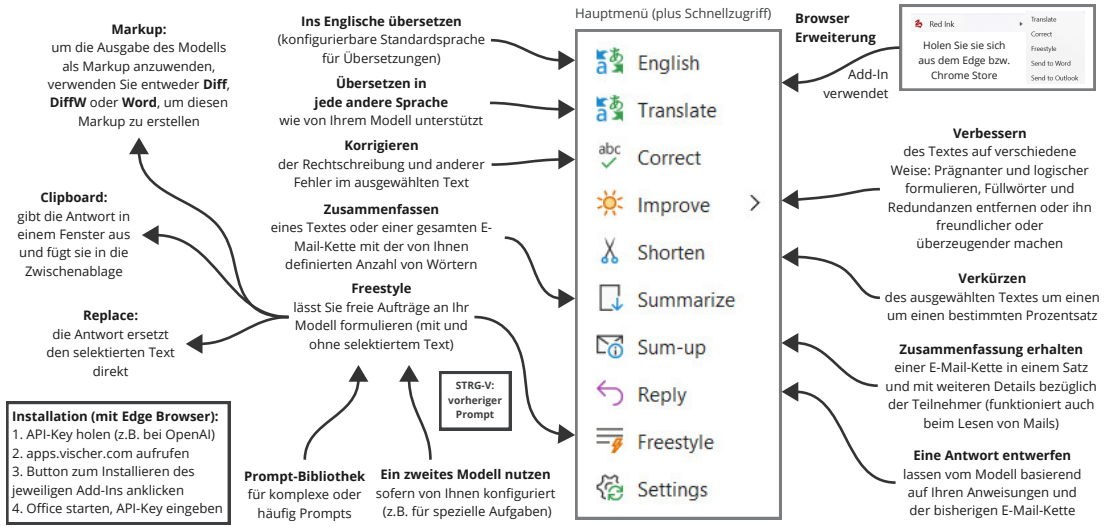 Markup:
um die Ausgabe des Modells
als Markup anzuwenden,
verwenden Sie entweder Diff,
DiffW oder Word, um diesen
Markup zu erstellen
Clipboard:
gibt die Antwort in
einem Fenster aus
und fügt sie in die
Zwischenablage
Replace:
die Antwort ersetzt
den selektierten Text
direkt
Installation (mit Edge Browser):
1. API-Key holen (z.B. bei OpenAI)
2. apps.vischer.com aufrufen
3. Button zum Installieren des
jeweiligen Add-Ins anklicken
4. Office starten, API-Key eingeben
Ins Englische übersetzen
(konfigurierbare Standardsprache
für Übersetzungen)
Übersetzen in
jede andere Sprache
wie von Ihrem Modell unterstützt
Korrigieren
der Rechtschreibung und anderer
Fehler im ausgewählten Text
Zusammenfassen
eines Textes oder einer gesamten E-
Mail-Kette mit der von Ihnen
definierten Anzahl von Wörtern
Freestyle
lässt Sie freie Aufträge an Ihr
Modell formulieren (mit und
ohne selektiertem Text)
STRG-V:
vorheriger
Prompt
Prompt-Bibliothek
für komplexe oder
häufig Prompts
Ein zweites Modell nutzen
sofern von Ihnen konfiguriert
(z.B. für spezielle Aufgaben)
Hauptmenü (plus Schnellzugriff)
English
Translate
abc
Correct
Improve
Shorten
Summarize
Sum-up
Reply
Freestyle
Settings
Browser
Erweiterung
Add-In
verwendet
Red Ink
Holen Sie sie sich
aus dem Edge bzw.
Chrome Store
Translate
Correct
Freestyle
Send to Word
Send to Outlook
Verbessern
des Textes auf verschiedene
Weise: Prägnanter und logischer
formulieren, Füllwörter und
Redundanzen entfernen oder ihn
freundlicher oder
überzeugender machen
Verkürzen
des ausgewählten Textes um einen
um einen bestimmten Prozentsatz
Zusammenfassung erhalten
einer E-Mail-Kette in einem Satz
und mit weiteren Details bezüglich
der Teilnehmer (funktioniert auch
beim Lesen von Mails)
Eine Antwort entwerfen
lassen vom Modell basierend
auf Ihren Anweisungen und
der bisherigen E-Mail-Kette